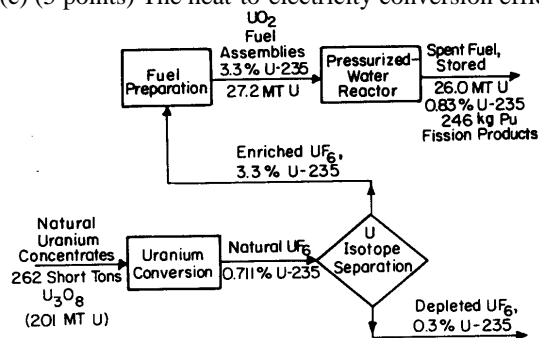 (c) (3 points) The heat-to-electricity conversion
UO2
Fuel
Assemblies
3.3% U-235
27.2 MT U
Fuel
Preparation
Pressurized-
Water
Reactor
Spent Fuel,
Stored
26.0 MT U
0.83% U-235
246 kg Pu
Fission Products
Enriched UF6,
3.3 % U-235
Natural
Uranium
Concentrates
262 Short Tons
U3O8
(201 MT U)
Uranium
Conversion
Natural UF6
0.711% U-235
U
Isotope
Separation
Depleted UF6,
0.3% U-235